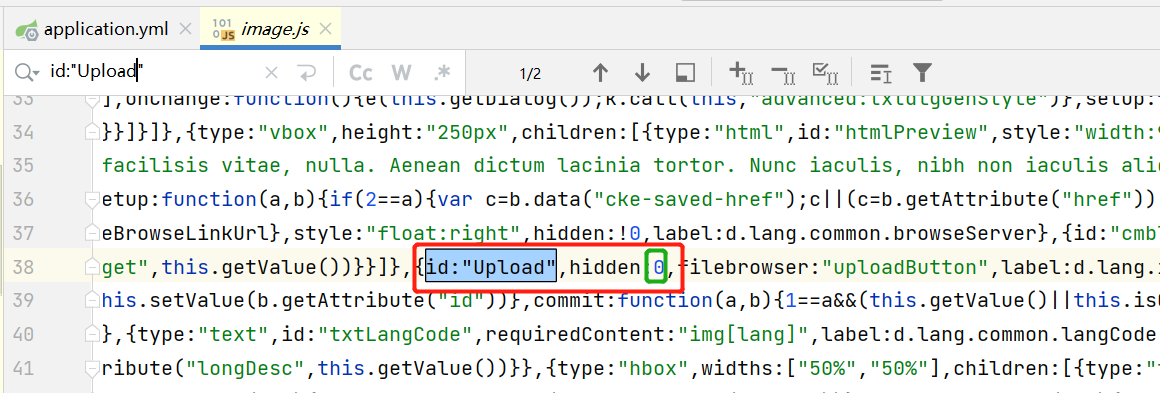 application.yml image.js
id:"Upload" Cc W .* 1/2
33 ],onChange:function(){e(this.getDialog());k.call(this,"advanced:txtdlgGenStyle")},setup:
34 }}]}]},{type:"vbox",height:"250px",children:[{type:"html",id:"htmlPreview",style:"width:9
35 facilisis vitae, nulla. Aenean dictum lacinia tortor. Nunc iaculis, nibh non iaculis ali
36 etup:function(a,b){if(2==a){var c=b.data("cke-saved-href");c||(c=b.getAttribute("href"))
37 eBrowseLinkUrl},style:"float:right",hidden:!0,label:d.lang.common.browseServer},{id:"cmb
38 get",this.getValue())}}]},{id:"Upload",hidden:0,filebrowser:"uploadButton",label:d.lang.
39 his.setValue(b.getAttribute("id"))},commit:function(a,b){1==a&&(this.getValue()||this.is
40 },{type:"text",id:"txtLangCode",requiredContent:"img[lang]",label:d.lang.common.langCode
41 ribute("longDesc",this.getValue())}},{type:"hbox",widths:["50%","50%"],children:[{type:"